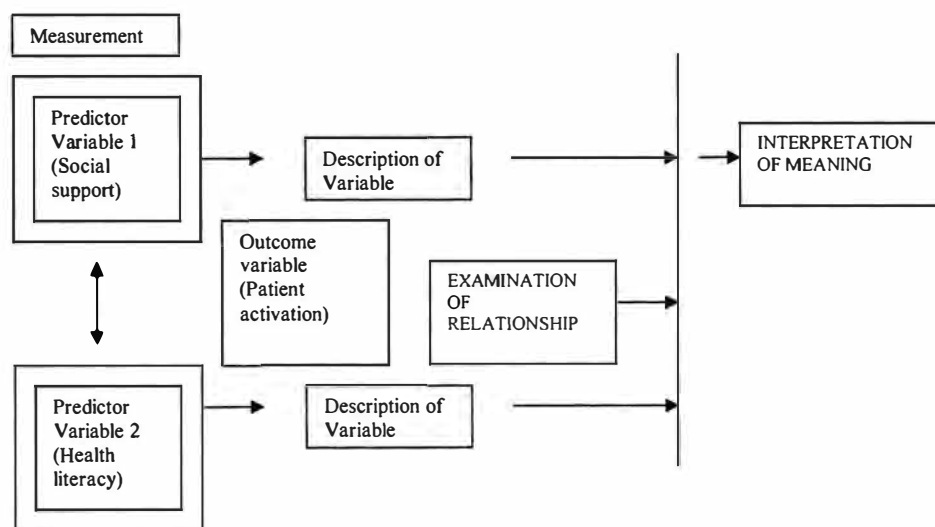 Measurement
Predictor
Variable 1
(Social
support)
Description of
Variable
INTERPRETATION
OF MEANING
Outcome
variable
(Patient
activation)
EXAMINATION
OF
RELATIONSHIP
Predictor
Variable 2
(Health
literacy)
Description of
Variable